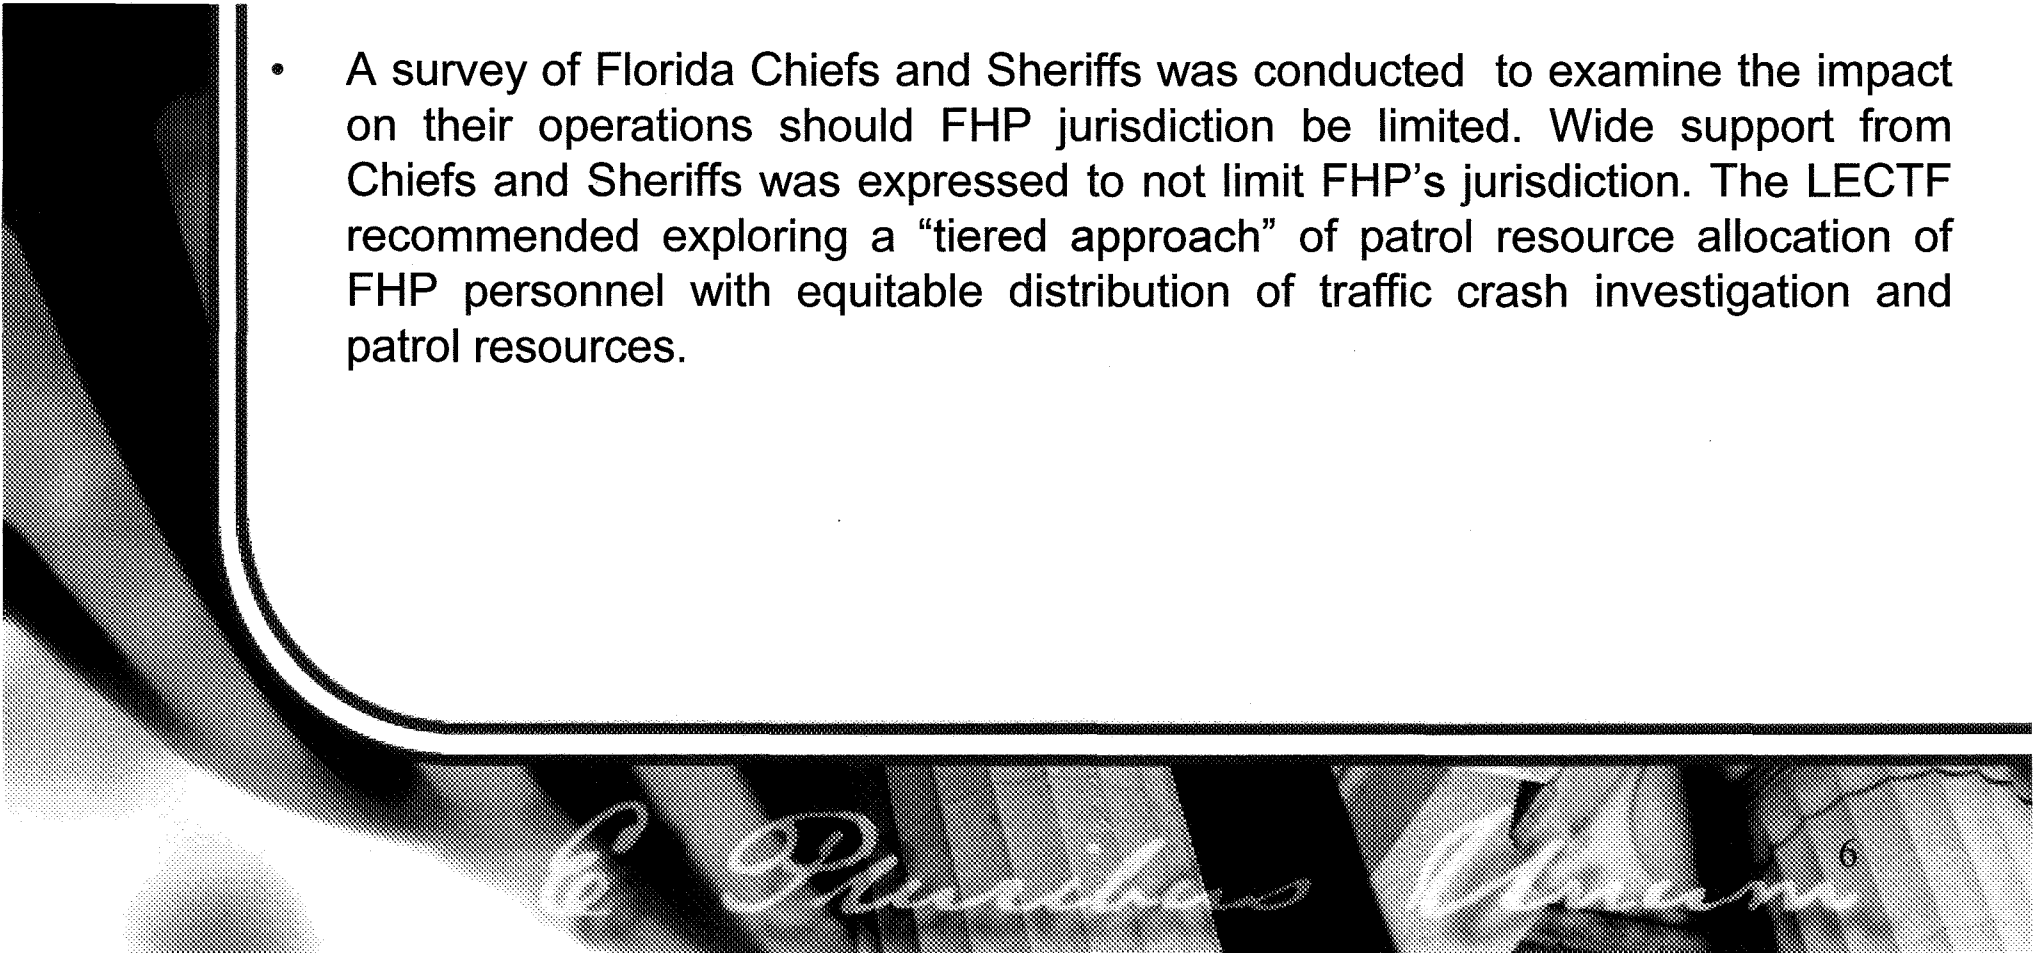 • A survey of Florida Chiefs and Sheriffs was conducted to examine the impact
on their operations should FHP jurisdiction be limited. Wide support from
Chiefs and Sheriffs was expressed to not limit FHP's jurisdiction. The LECTF
recommended exploring a “tiered approach” of patrol resource allocation of
FHP personnel with equitable distribution of traffic crash investigation and
patrol resources.
E Pluribus Unum
6